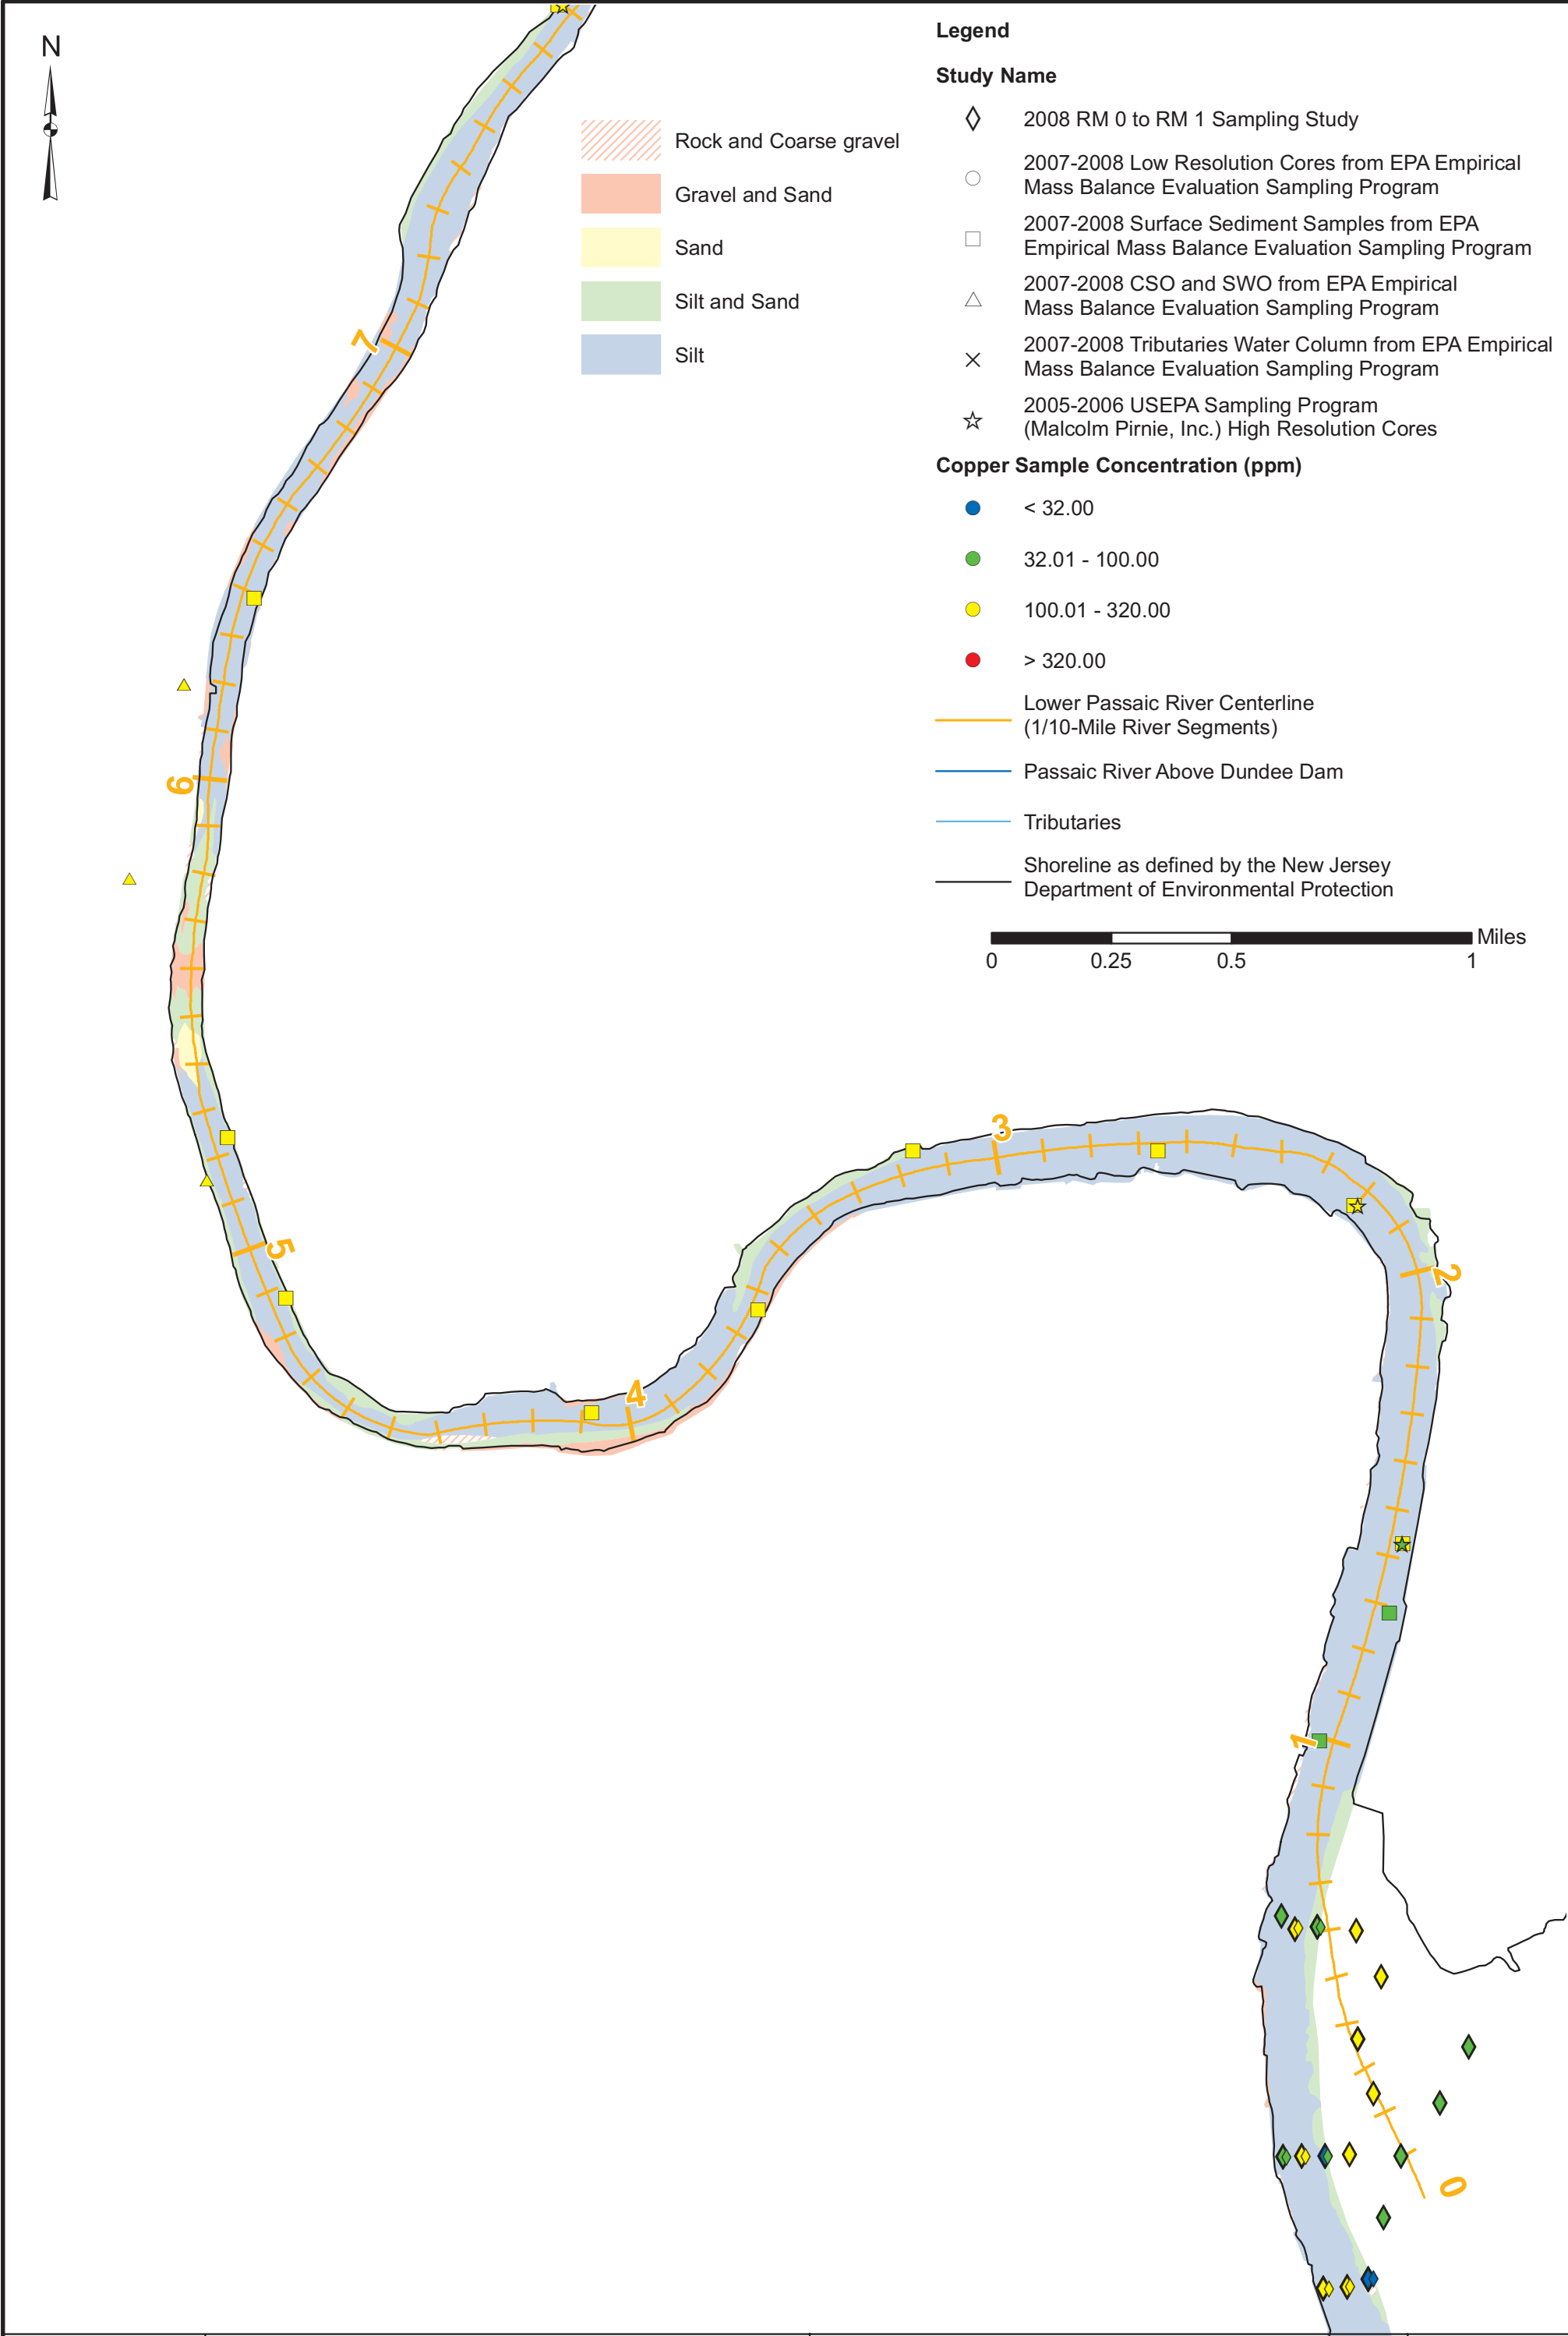 N
Legend
Study Name
2008 RM 0 to RM 1 Sampling Study
2007-2008 Low Resolution Cores from EPA Empirical
Mass Balance Evaluation Sampling Program
2007-2008 Surface Sediment Samples from EPA
Empirical Mass Balance Evaluation Sampling Program
2007-2008 CSO and SWO from EPA Empirical
Mass Balance Evaluation Sampling Program
2007-2008 Tributaries Water Column from EPA Empirical
Mass Balance Evaluation Sampling Program
2005-2006 USEPA Sampling Program
(Malcolm Pirnie, Inc.) High Resolution Cores
Copper Sample Concentration (ppm)
< 32.00
32.01 - 100.00
100.01 - 320.00
> 320.00
Lower Passaic River Centerline
(1/10-Mile River Segments)
Passaic River Above Dundee Dam
Tributaries
Shoreline as defined by the New Jersey
Department of Environmental Protection
Miles
0 0.25 0.5 1
Rock and Coarse gravel
Gravel and Sand
Sand
Silt and Sand
Silt
7
6
5
4
3
2
1
0